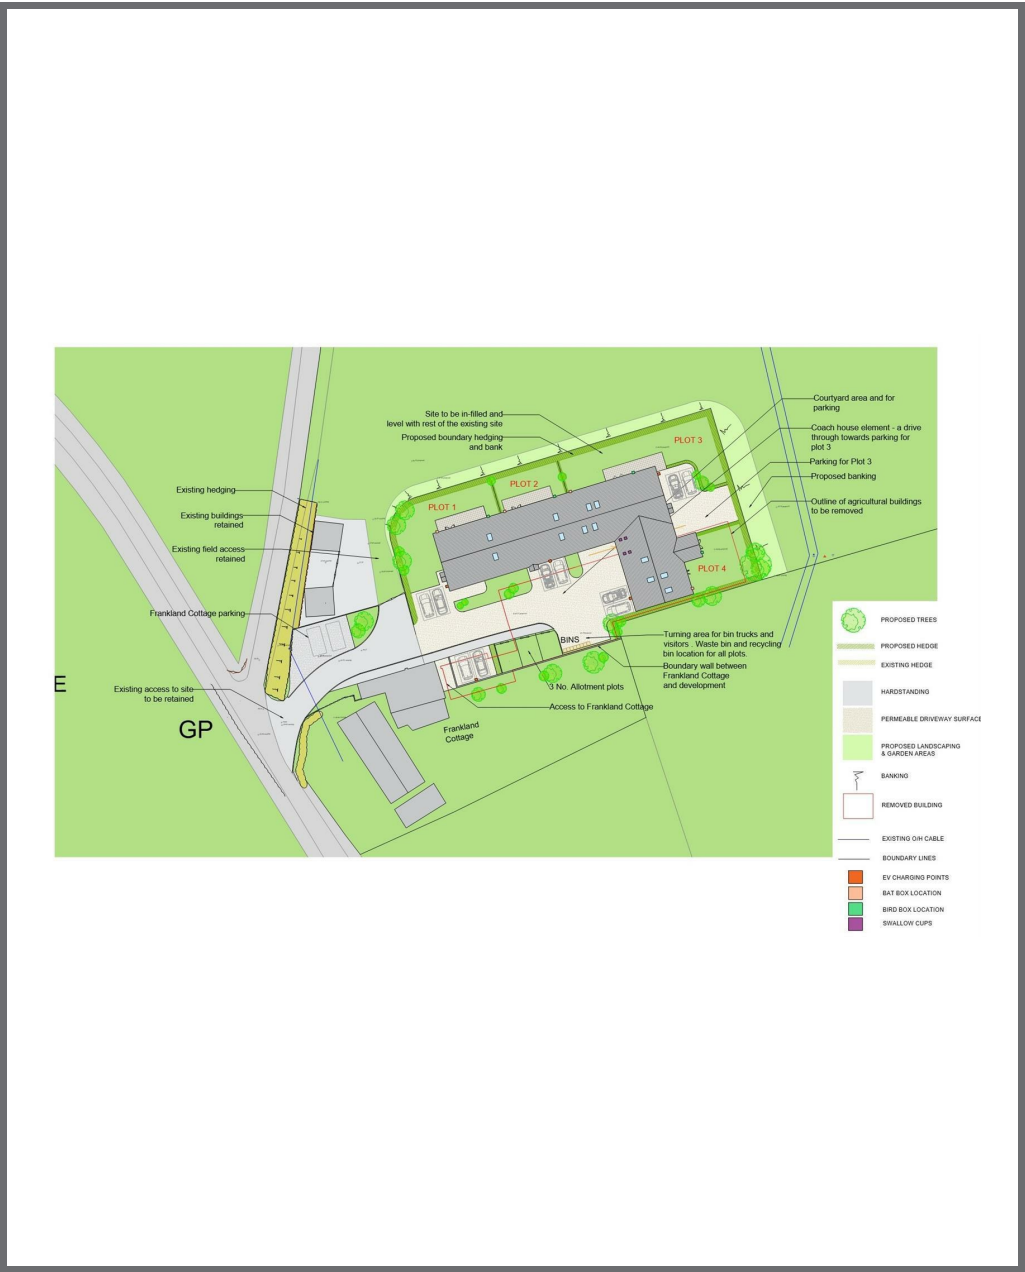 Site to be in-filled and
level with rest of the existing site
Proposed boundary hedging
and bank
Courtyard area and for
parking
Coach house element - a drive
through towards parking for
plot 3
Parking for Plot 3
Proposed banking
Outline of agricultural buildings
to be removed
PLOT 3
PLOT 2
PLOT 1
PLOT 4
Existing hedging
Existing buildings
retained
Existing field access
retained
Frankland Cottage parking
Existing access to site
to be retained
E
GP
BINS
Turning area for bin trucks and
visitors . Waste bin and recycling
bin location for all plots.
Boundary wall between
Frankland Cottage
and development
3 No. Allotment plots
Access to Frankland Cottage
Frankland
Cottage
PROPOSED TREES
PROPOSED HEDGE
EXISTING HEDGE
HARDSTANDING
PERMEABLE DRIVEWAY SURFACE
PROPOSED LANDSCAPING
& GARDEN AREAS
BANKING
REMOVED BUILDING
EXISTING O/H CABLE
BOUNDARY LINES
EV CHARGING POINTS
BAT BOX LOCATION
BIRD BOX LOCATION
SWALLOW CUPS